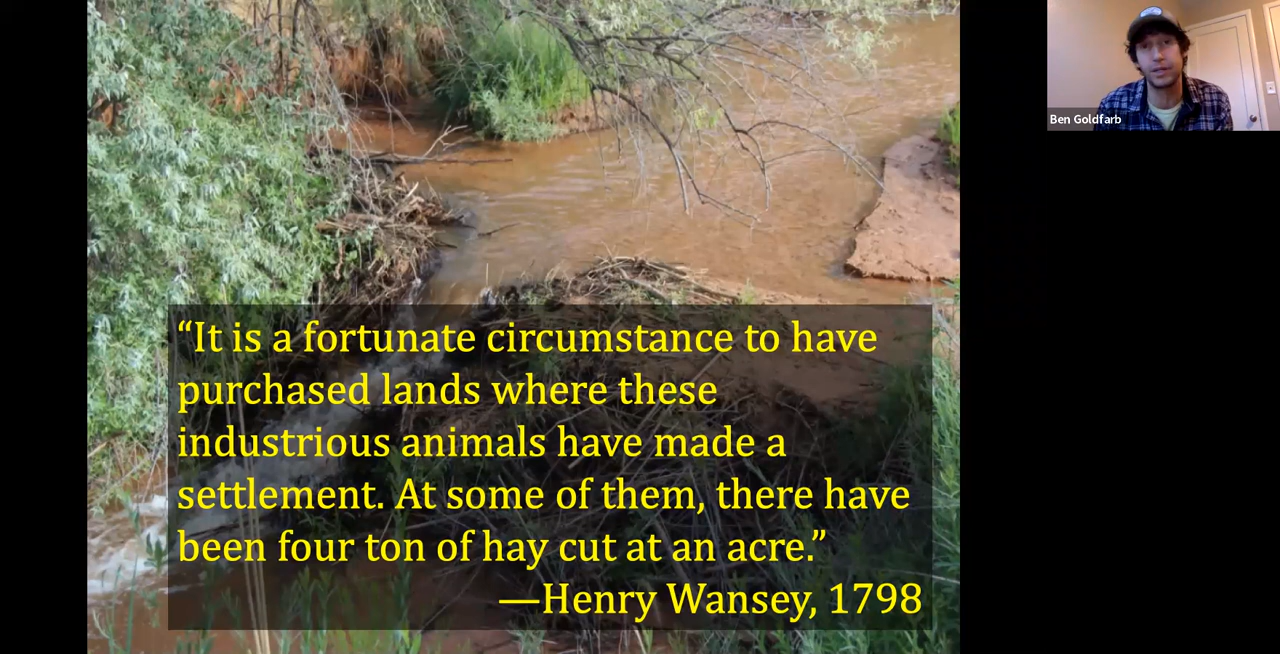 Ben Goldfarb
“It is a fortunate circumstance to have
purchased lands where these
industrious animals have made a
settlement. At some of them, there have
been four ton of hay cut at an acre.”
—Henry Wansey, 1798